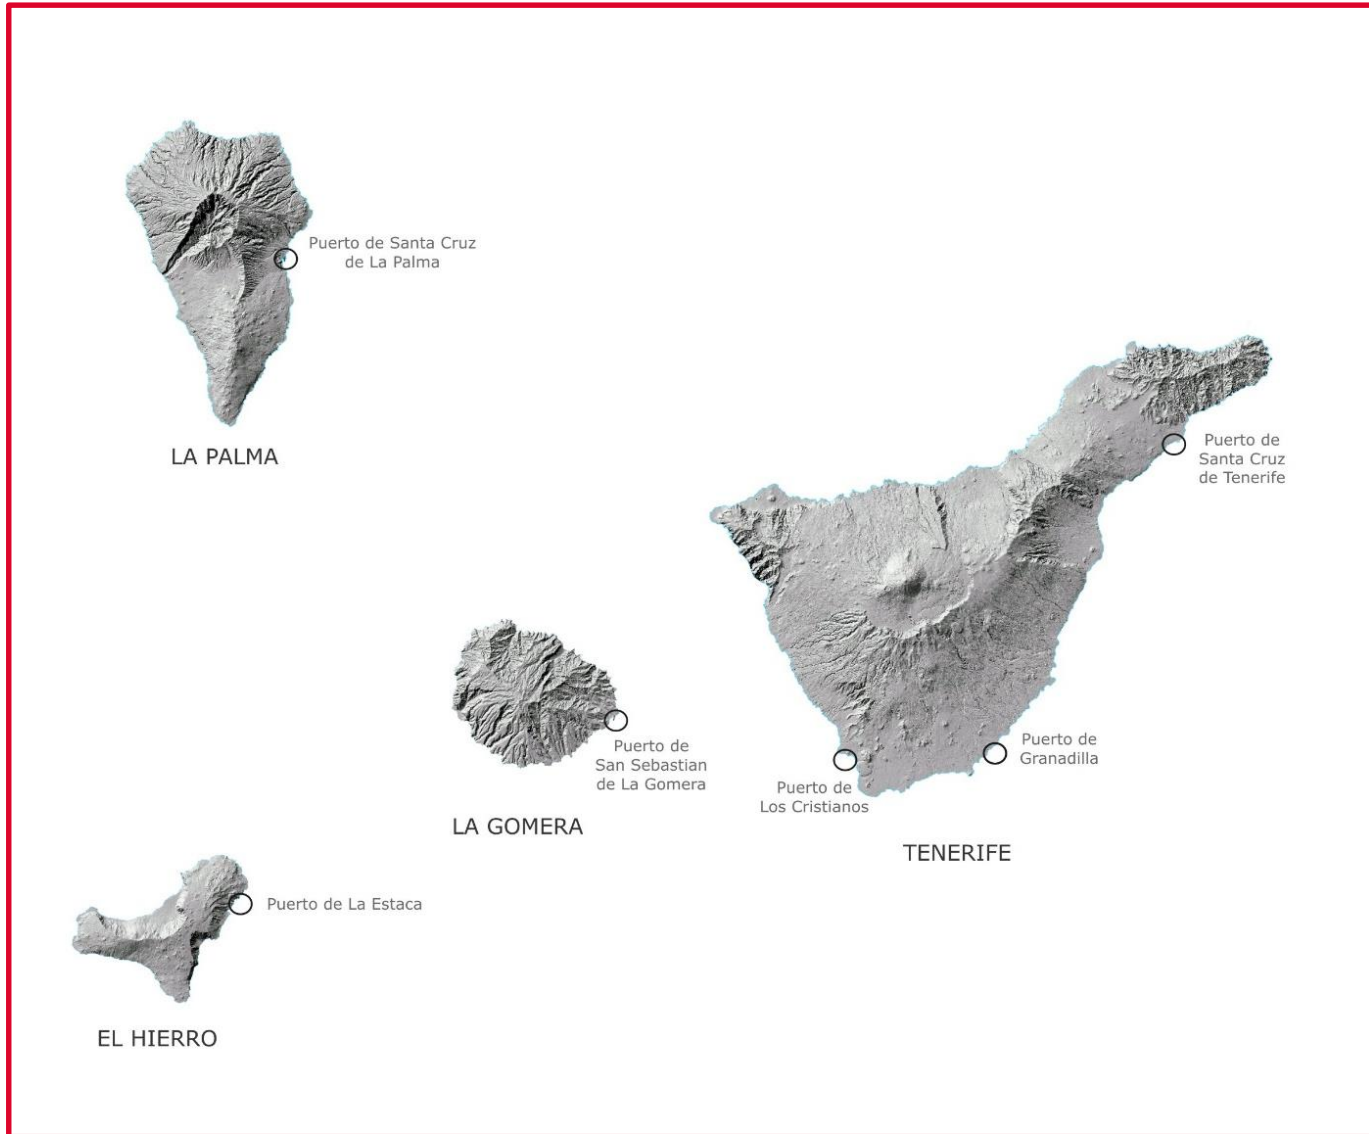 Puerto de Santa Cruz
de La Palma
LA PALMA
Puerto de
Santa Cruz
de Tenerife
Puerto de
San Sebastian
de La Gomera
LA GOMERA
Puerto de
Los Cristianos
Puerto de
Granadilla
TENERIFE
Puerto de La Estaca
EL HIERRO